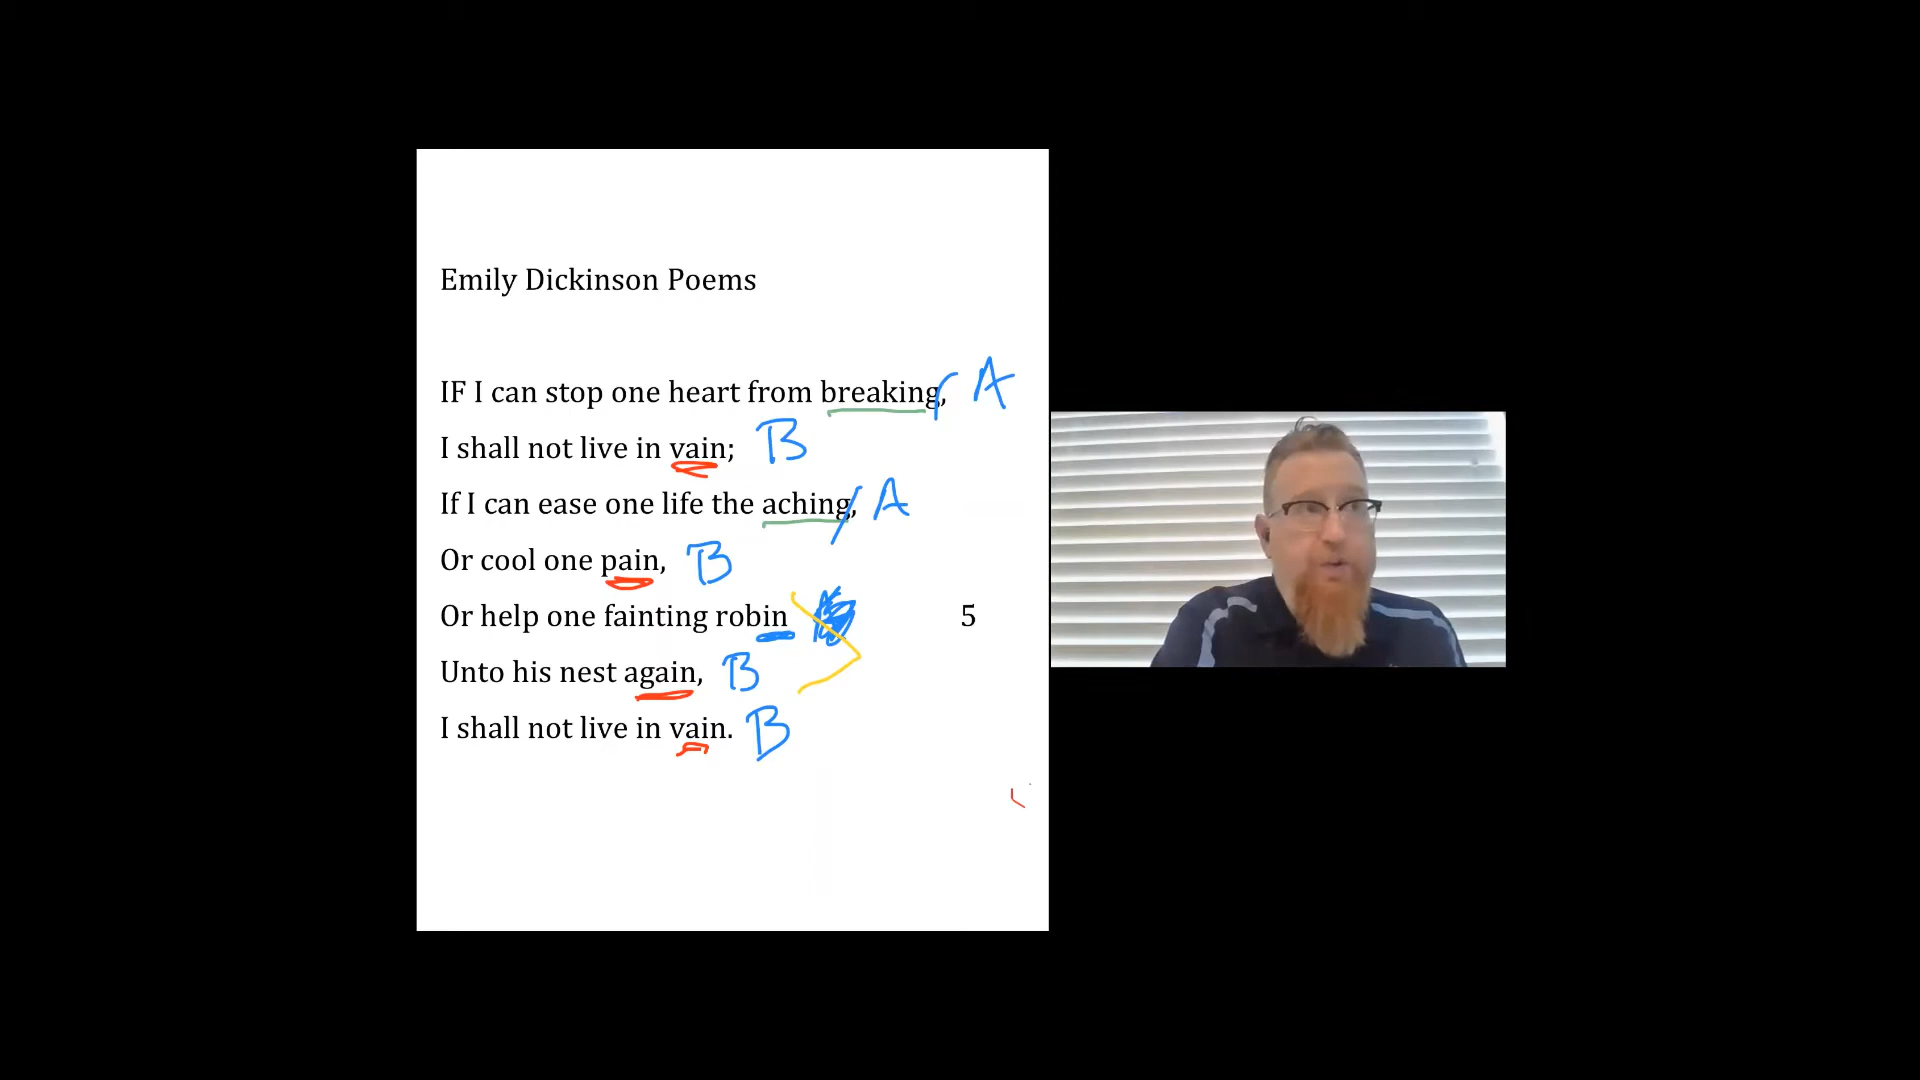 Emily Dickinson Poems
IF I can stop one heart from breaking, A
I shall not live in vain; B
If I can ease one life the aching, A
Or cool one pain, B
Or help one fainting robin 5
Unto his nest again, B
I shall not live in vain. B